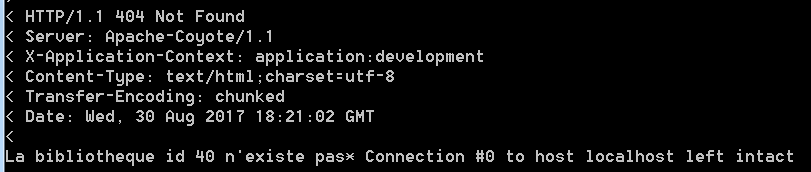 < HTTP/1.1 404 Not Found
< Server: Apache-Coyote/1.1
< X-Application-Context: application:development
< Content-Type: text/html;charset=utf-8
< Transfer-Encoding: chunked
< Date: Wed, 30 Aug 2017 18:21:02 GMT
<
La bibliotheque id 40 n'existe pas* Connection #0 to host localhost left intact